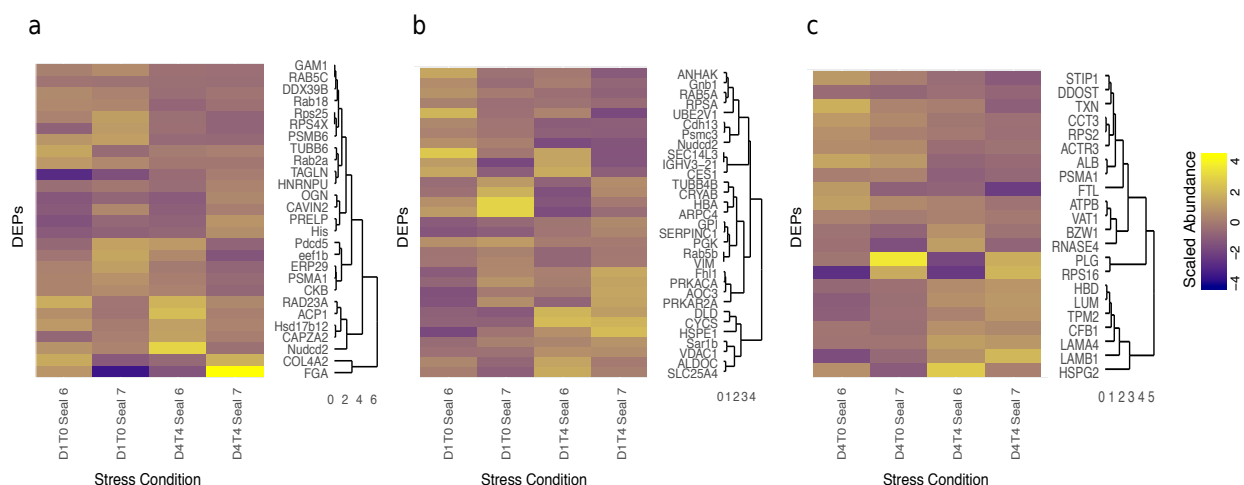 a
DEPs
GAM1
RAB5C
DDX39B
Rab18
Rps25
RPS4X
PSMB6
TUBB6
Rab2a
TAGLN
HNRNPU
OGN
CAVIN2
PRELP
His
Pdcd5
eef1b
ERP29
PSMA1
CKB
RAD23A
ACP1
Hsd17b12
CAPZA2
Nudcd2
COL4A2
FGA
0 2 4 6
D1T0 Seal 6
D1T0 Seal 7
D4T4 Seal 6
D4T4 Seal 7
Stress Condition
b
DEPs
ANHAK
Gnb1
RAB5A
RPSA
UBE2V1
Cdh13
Psmc3
Nudcd2
SEC14L3
IGHV3-21
CES1
TUBB4B
CRYAB
HBA
ARPC4
GPI
SERPINC1
PGK
Rab5b
VIM
Fhl1
PRKACA
AOC3
PRKAR2A
DLD
CYCS
HSPE1
Sar1b
VDAC1
ALDOC
SLC25A4
0 1 2 3 4
D1T0 Seal 6
D1T0 Seal 7
D1T4 Seal 6
D1T4 Seal 7
Stress Condition
c
DEPs
STIP1
DDOST
TXN
CCT3
RPS2
ACTR3
ALB
PSMA1
FTL
ATPB
VAT1
BZW1
RNASE4
PLG
RPS16
HBD
LUM
TPM2
CFB1
LAMA4
LAMB1
HSPG2
0 1 2 3 4 5
D4T0 Seal 6
D4T0 Seal 7
D4T4 Seal 6
D4T4 Seal 7
Stress Condition
Scaled Abundance
4
2
0
-2
-4